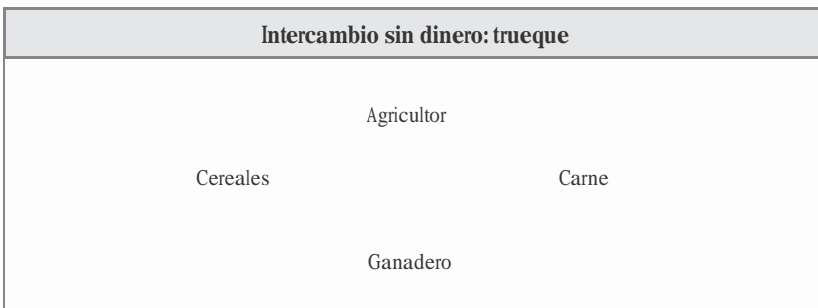 Intercambio sin dinero: trueque
Agricultor
Cereales
Carne
Ganadero